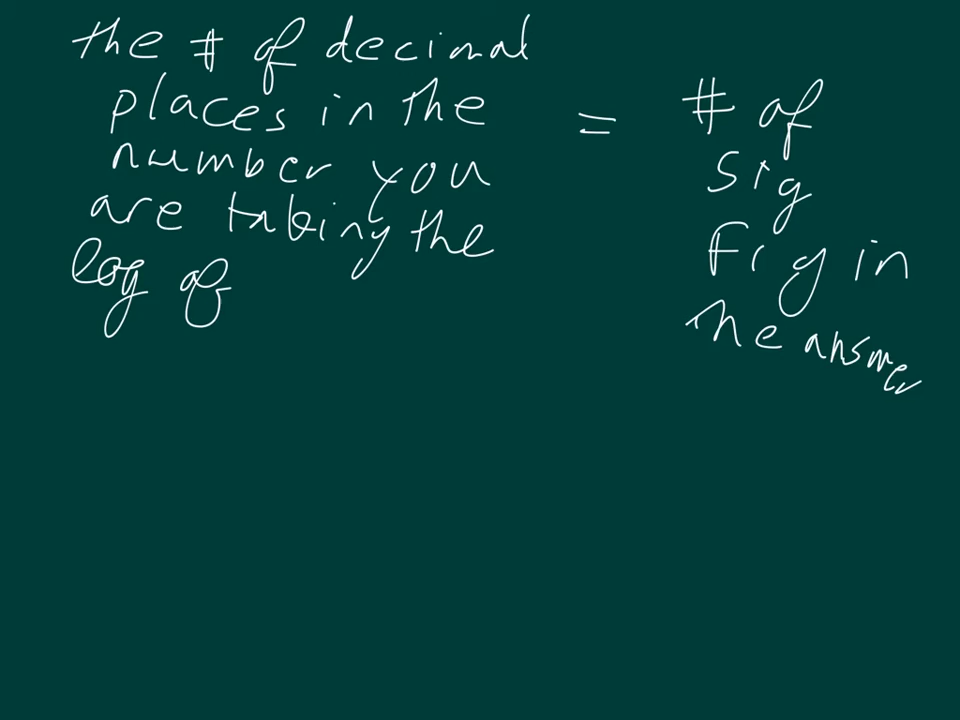 the # of decimal
places in the
number you
are taking the
log of
=
# of
sig
Fig in
the answer